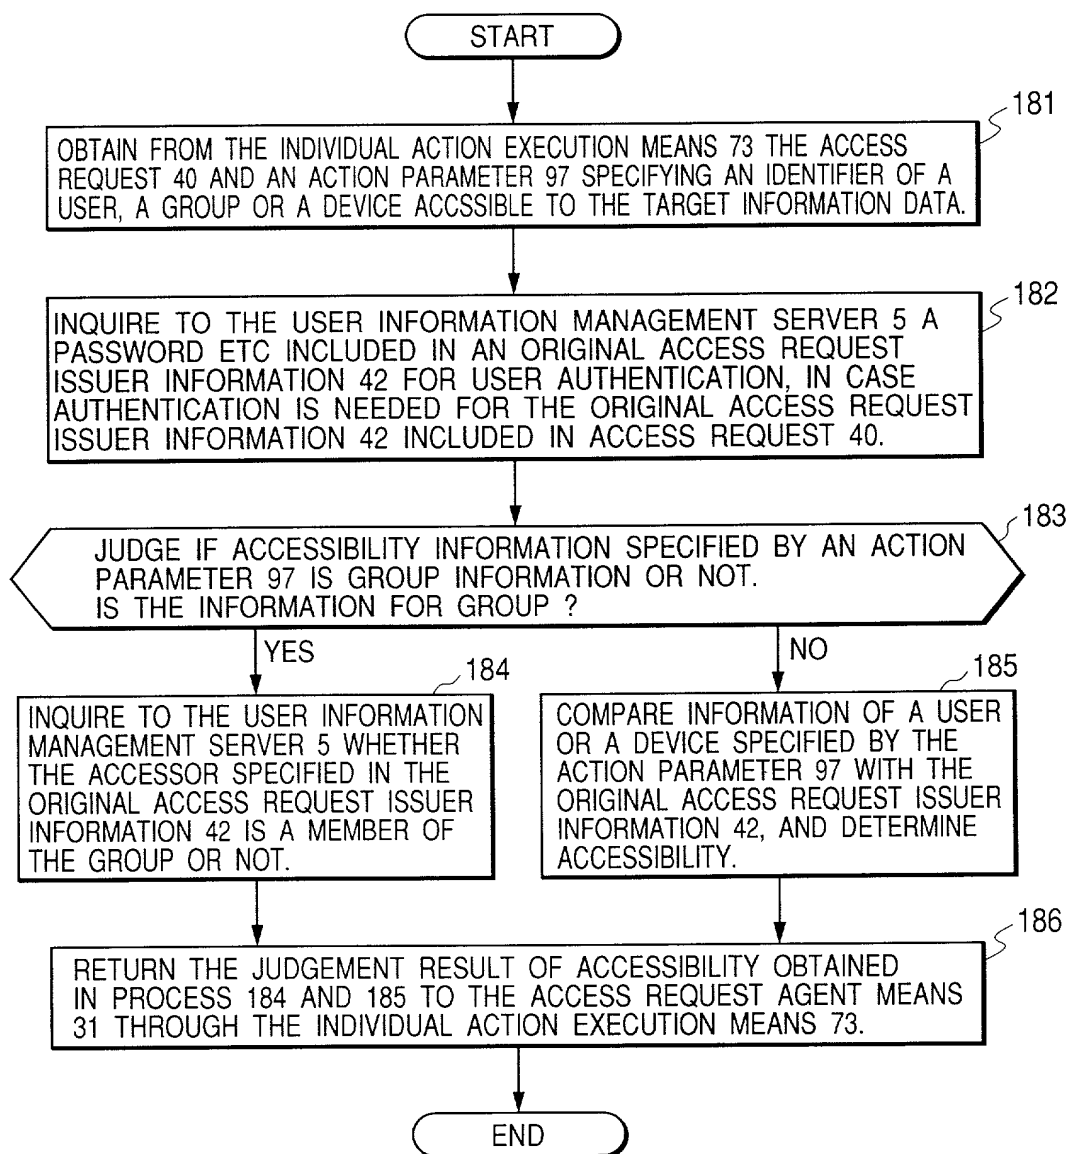 START
181
OBTAIN FROM THE INDIVIDUAL ACTION EXECUTION MEANS 73 THE ACCESS
REQUEST 40 AND AN ACTION PARAMETER 97 SPECIFYING AN IDENTIFIER OF A
USER, A GROUP OR A DEVICE ACCSSIBLE TO THE TARGET INFORMATION DATA.
182
INQUIRE TO THE USER INFORMATION MANAGEMENT SERVER 5 A
PASSWORD ETC INCLUDED IN AN ORIGINAL ACCESS REQUEST
ISSUER INFORMATION 42 FOR USER AUTHENTICATION, IN CASE
AUTHENTICATION IS NEEDED FOR THE ORIGINAL ACCESS REQUEST
ISSUER INFORMATION 42 INCLUDED IN ACCESS REQUEST 40.
183
JUDGE IF ACCESSIBILITY INFORMATION SPECIFIED BY AN ACTION
PARAMETER 97 IS GROUP INFORMATION OR NOT.
IS THE INFORMATION FOR GROUP ?
YES
NO
184
INQUIRE TO THE USER INFORMATION
MANAGEMENT SERVER 5 WHETHER
THE ACCESSOR SPECIFIED IN THE
ORIGINAL ACCESS REQUEST ISSUER
INFORMATION 42 IS A MEMBER OF
THE GROUP OR NOT.
185
COMPARE INFORMATION OF A USER
OR A DEVICE SPECIFIED BY THE
ACTION PARAMETER 97 WITH THE
ORIGINAL ACCESS REQUEST ISSUER
INFORMATION 42, AND DETERMINE
ACCESSIBILITY.
186
RETURN THE JUDGEMENT RESULT OF ACCESSIBILITY OBTAINED
IN PROCESS 184 AND 185 TO THE ACCESS REQUEST AGENT MEANS
31 THROUGH THE INDIVIDUAL ACTION EXECUTION MEANS 73.
END